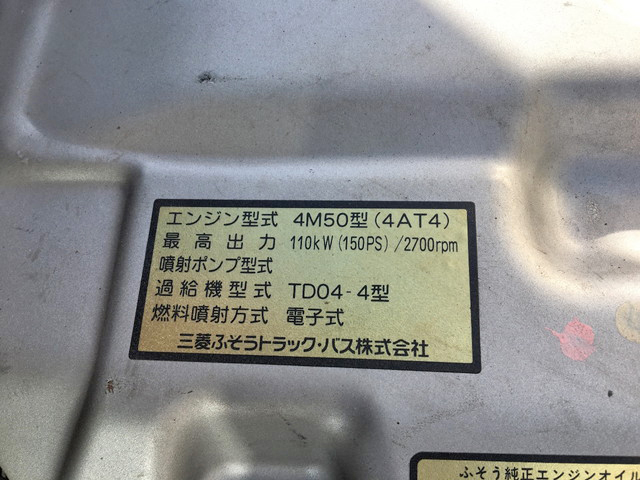 エンジン型式 4M50型(4AT4)
最高出力 110kW(150PS)/2700rpm
噴射ポンプ型式
過給機型式 TD04-4型
燃料噴射方式 電子式
三菱ふそうトラック・バス株式会社
ふそう純正エンジンオイル